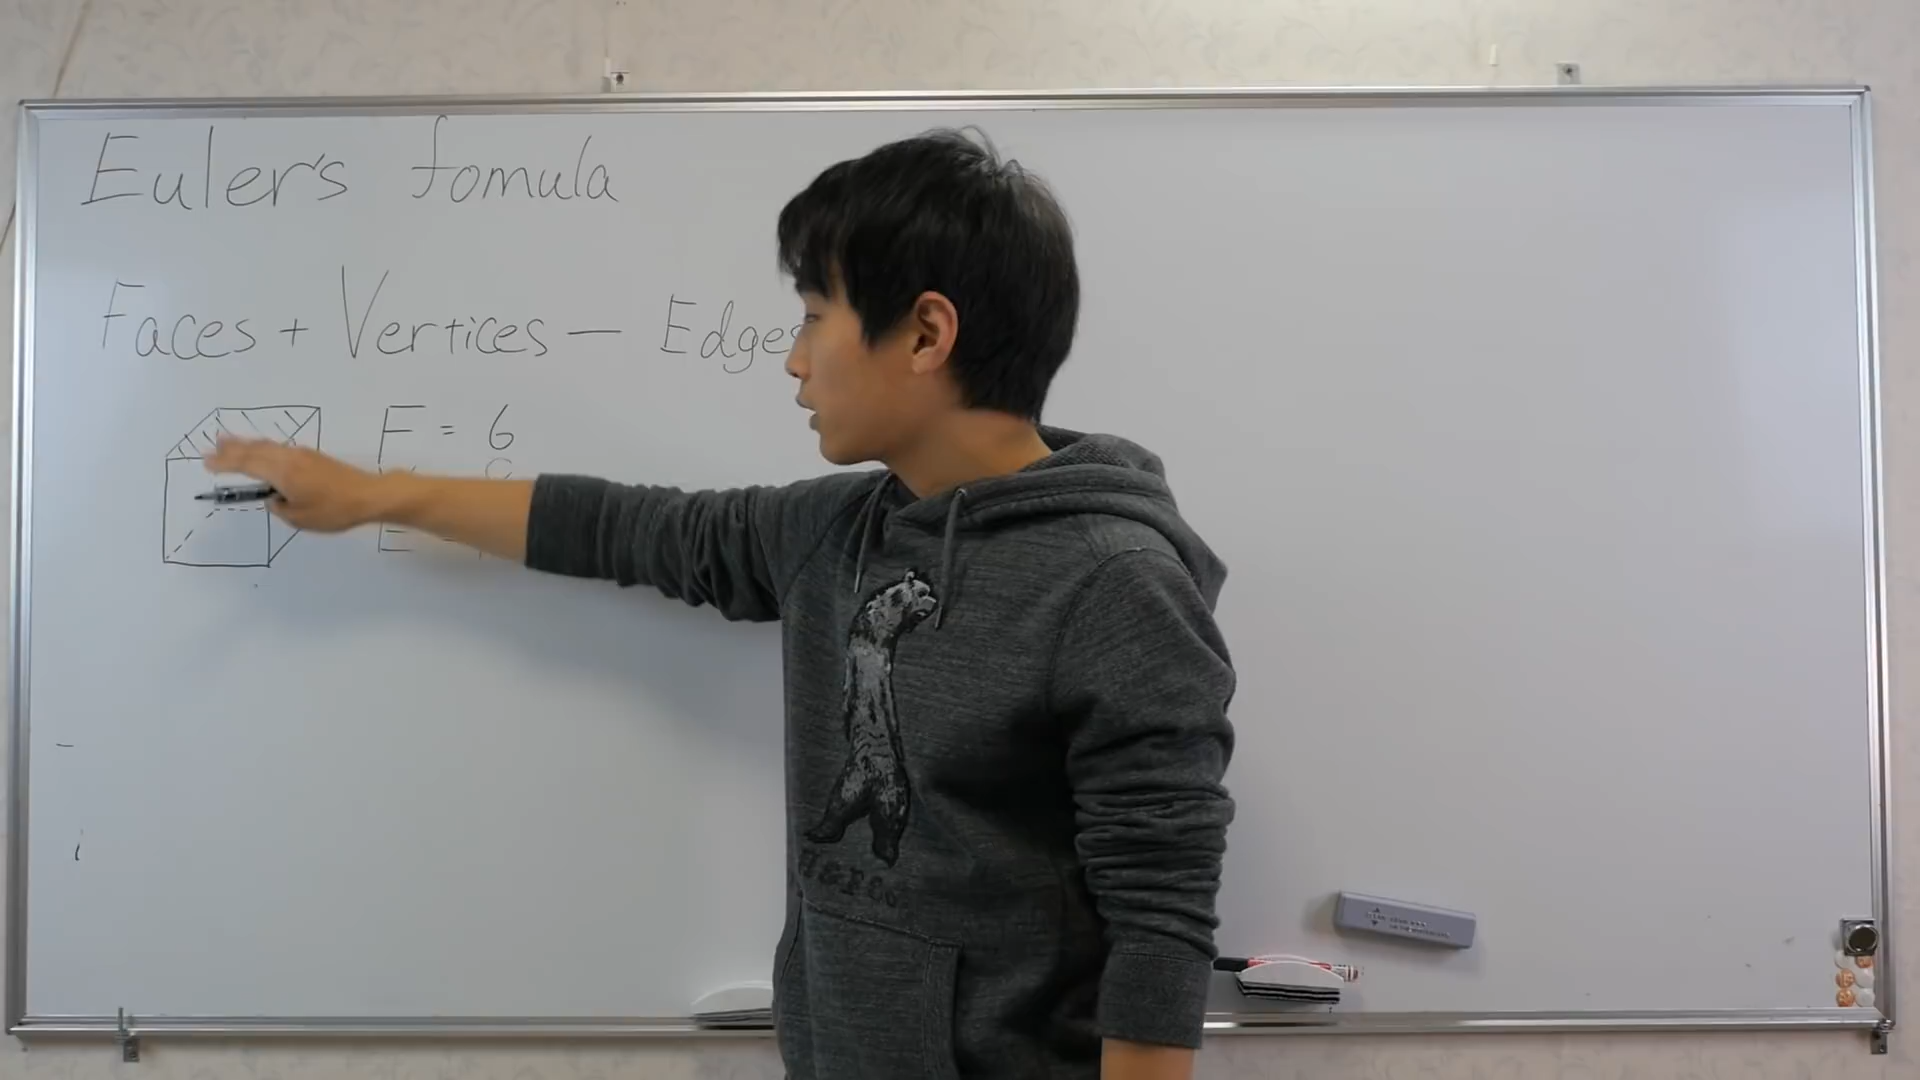 Euler's fomula
Faces + Vertices — Edges
F = 6